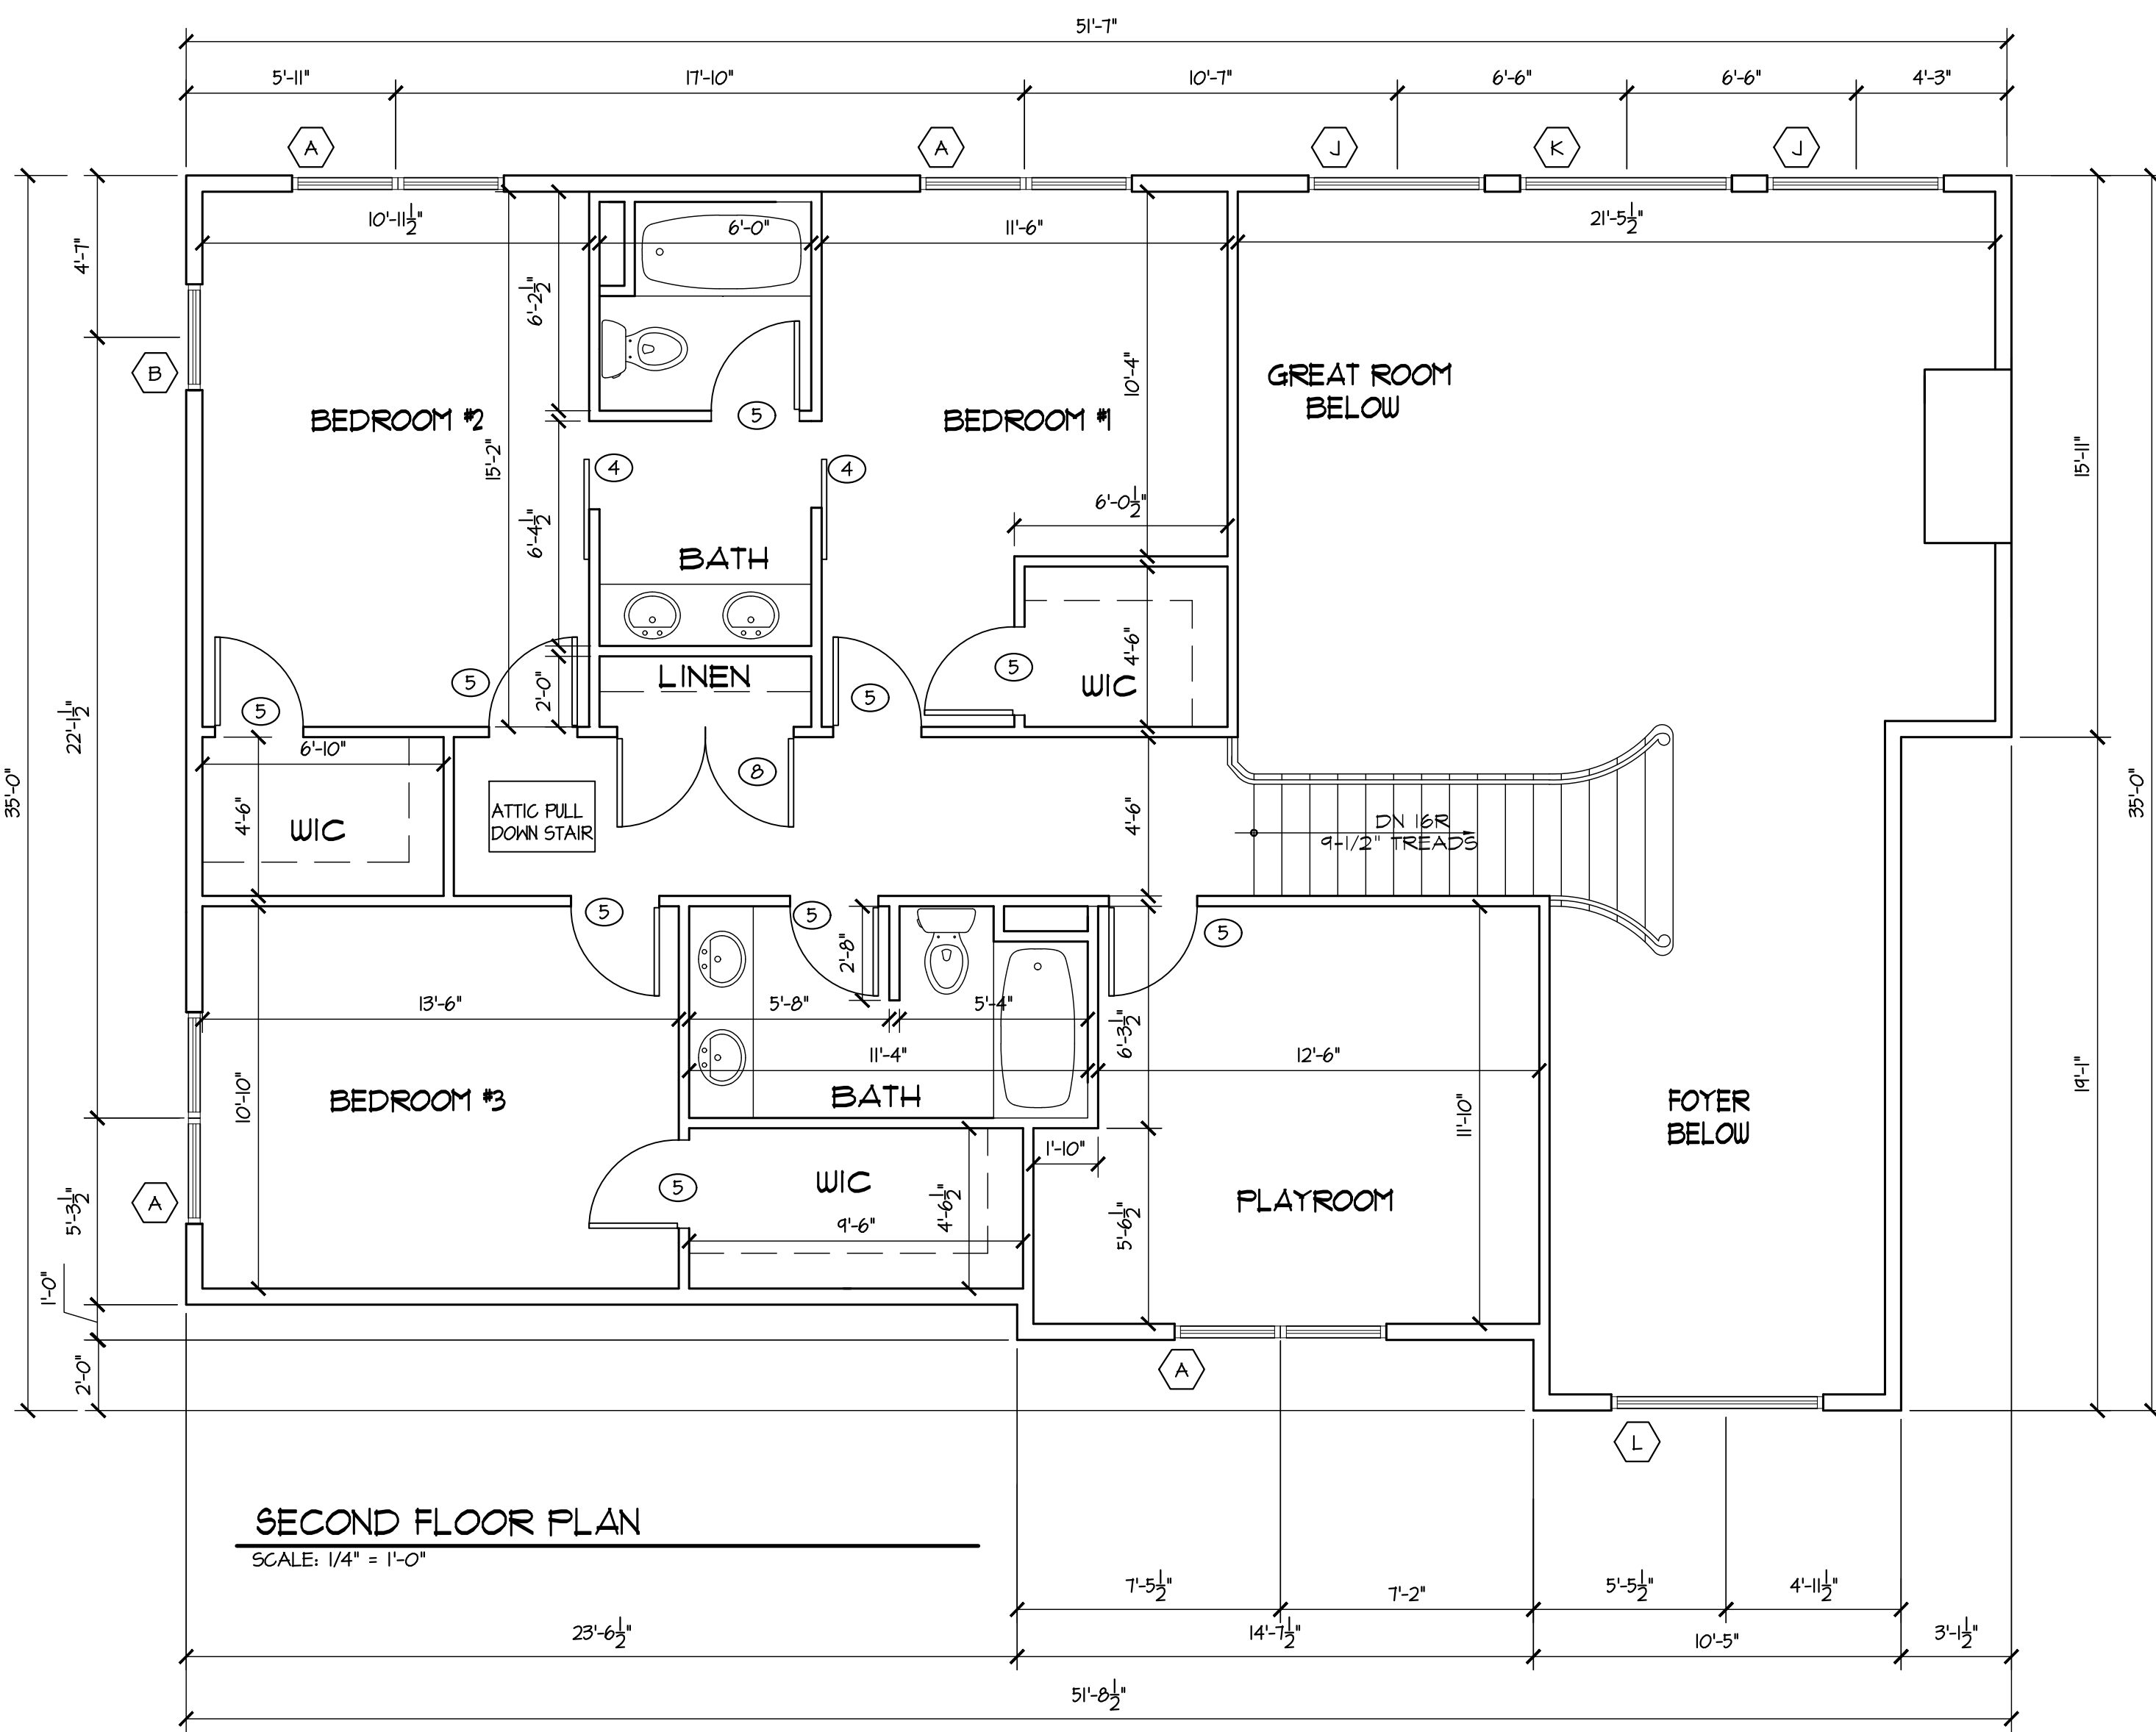 51'-7"
5'-11"
17'-10"
10'-7"
6'-6"
6'-6"
4'-3"
A
A
J
K
J
10'-11 1/2"
6'-0"
11'-6"
21'-5 1/2"
4'-7"
6'-2 1/2"
10'-4"
B
BEDROOM #2
5
BEDROOM #1
GREAT ROOM
BELOW
15'-2"
4
4
15'-11"
6'-0 1/2"
6'-4 1/2"
BATH
4'-6"
5
5
LINEN
2'-0"
5
5
WIC
22'-1 1/2"
35'-0"
6'-10"
8
35'-0"
4'-6"
WIC
ATTIC PULL
DOWN STAIR
4'-6"
DN 16R
9-1/2" TREADS
5
5
5
2'-8"
13'-6"
5'-8"
5'-4"
6'-3 1/2"
11'-4"
12'-6"
10'-10"
BEDROOM #3
BATH
11'-10"
FOYER
BELOW
19'-1"
1'-10"
5
WIC
A
5'-3 1/2"
9'-6"
4'-6 1/2"
5'-6 1/2"
PLAYROOM
1'-0"
2'-0"
A
L
SECOND FLOOR PLAN
SCALE: 1/4" = 1'-0"
7'-5 1/2"
7'-2"
5'-5 1/2"
4'-11 1/2"
23'-6 1/2"
14'-7 1/2"
10'-5"
3'-1 1/2"
51'-8 1/2"